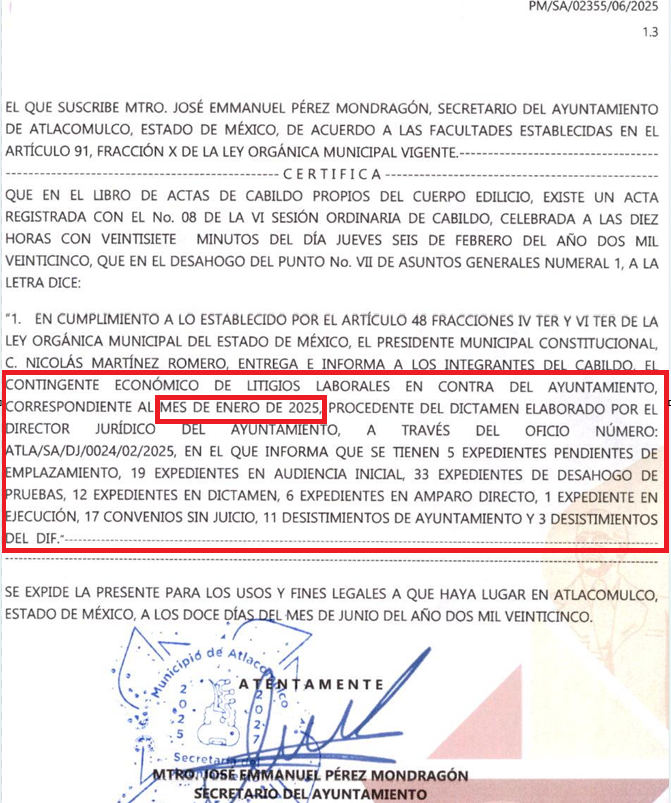 PM/SA/02355/06/2025
1.3
EL QUE SUSCRIBE MTRO. JOSÉ EMMANUEL PÉREZ MONDRAGÓN, SECRETARIO DEL AYUNTAMIENTO
DE ATLACOMULCO, ESTADO DE MÉXICO, DE ACUERDO A LAS FACULTADES ESTABLECIDAS EN EL
ARTÍCULO 91, FRACCIÓN X DE LA LEY ORGÁNICA MUNICIPAL VIGENTE.------------------------------------
--------------------------------------------------- C E R T I F I C A ---------------------------------------------------
QUE EN EL LIBRO DE ACTAS DE CABILDO PROPIOS DEL CUERPO EDILICIO, EXISTE UN ACTA
REGISTRADA CON EL No. 08 DE LA VI SESIÓN ORDINARIA DE CABILDO, CELEBRADA A LAS DIEZ
HORAS CON VEINTISIETE MINUTOS DEL DÍA JUEVES SEIS DE FEBRERO DEL AÑO DOS MIL
VEINTICINCO, QUE EN EL DESAHOGO DEL PUNTO No. VII DE ASUNTOS GENERALES NUMERAL 1, A LA
LETRA DICE:
"1. EN CUMPLIMIENTO A LO ESTABLECIDO POR EL ARTÍCULO 48 FRACCIONES IV TER Y VI TER DE LA
LEY ORGÁNICA MUNICIPAL DEL ESTADO DE MÉXICO, EL PRESIDENTE MUNICIPAL CONSTITUCIONAL,
C. NICOLÁS MARTÍNEZ ROMERO, ENTREGA E INFORMA A LOS INTEGRANTES DEL CABILDO, EL
CONTINGENTE ECONÓMICO DE LITIGIOS LABORALES EN CONTRA DEL AYUNTAMIENTO,
CORRESPONDIENTE AL MES DE ENERO DE 2025, PROCEDENTE DEL DICTAMEN ELABORADO POR EL
DIRECTOR JURÍDICO DEL AYUNTAMIENTO, A TRAVÉS DEL OFICIO NÚMERO:
ATLA/SA/DJ/0024/02/2025, EN EL QUE INFORMA QUE SE TIENEN 5 EXPEDIENTES PENDIENTES DE
EMPLAZAMIENTO, 19 EXPEDIENTES EN AUDIENCIA INICIAL, 33 EXPEDIENTES DE DESAHOGO DE
PRUEBAS, 12 EXPEDIENTES EN DICTAMEN, 6 EXPEDIENTES EN AMPARO DIRECTO, 1 EXPEDIENTE EN
EJECUCIÓN, 17 CONVENIOS SIN JUICIO, 11 DESISTIMIENTOS DE AYUNTAMIENTO Y 3 DESISTIMIENTOS
DEL DIF."------------------------------------------------------------------------------------------
SE EXPIDE LA PRESENTE PARA LOS USOS Y FINES LEGALES A QUE HAYA LUGAR EN ATLACOMULCO,
ESTADO DE MÉXICO, A LOS DOCE DÍAS DEL MES DE JUNIO DEL AÑO DOS MIL VEINTICINCO.
Municipio de Atlacomulco
2025
2027
Secretaría del
A T E N T A M E N T E
MTRO. JOSÉ EMMANUEL PÉREZ MONDRAGÓN
SECRETARIO DEL AYUNTAMIENTO